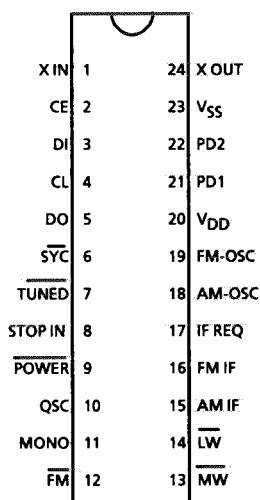 X IN 1 24 X OUT
CE 2 23 VSS
DI 3 22 PD2
CL 4 21 PD1
DO 5 20 VDD
SYC 6 19 FM-OSC
TUNED 7 18 AM-OSC
STOP IN 8 17 IF REQ
POWER 9 16 FM IF
QSC 10 15 AM IF
MONO 11 14 LW
FM 12 13 MW